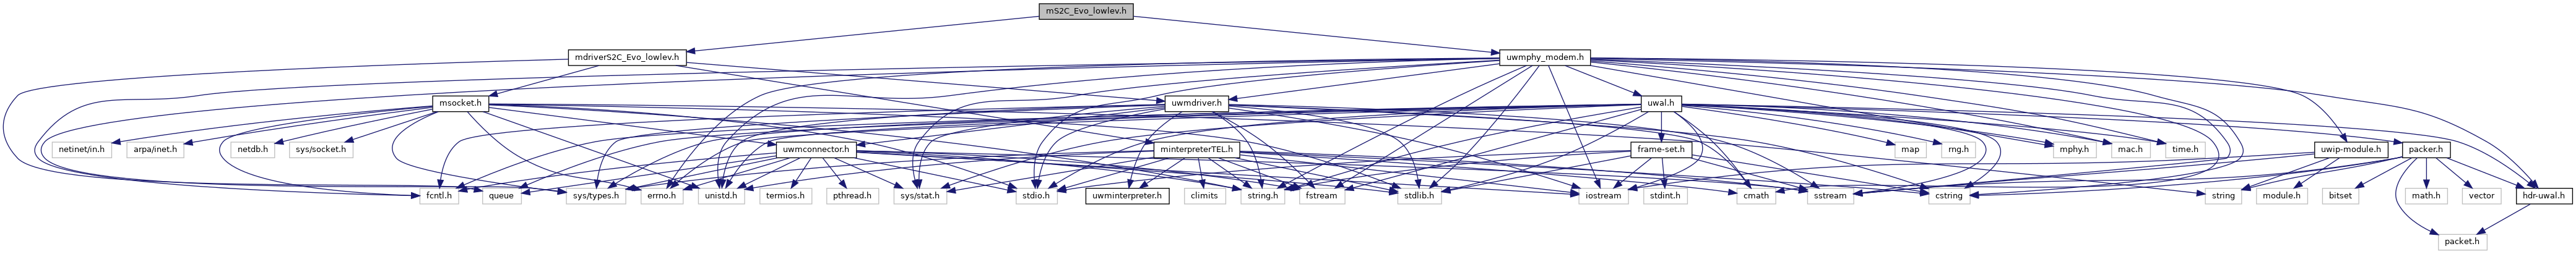 mS2C_Evo_lowlev.h
mdriverS2C_Evo_lowlev.h
uwmphy_modem.h
msocket.h
uwmdriver.h
uwal.h
netinet/in.h
arpa/inet.h
netdb.h
sys/socket.h
uwmconnector.h
minterpreterTEL.h
frame-set.h
map
rng.h
mphy.h
mac.h
time.h
uwip-module.h
packer.h
fcntl.h
queue
sys/types.h
errno.h
unistd.h
termios.h
pthread.h
sys/stat.h
stdio.h
uwminterpreter.h
climits
string.h
fstream
stdlib.h
iostream
stdint.h
cmath
sstream
cstring
string
module.h
bitset
math.h
vector
hdr-uwal.h
packet.h